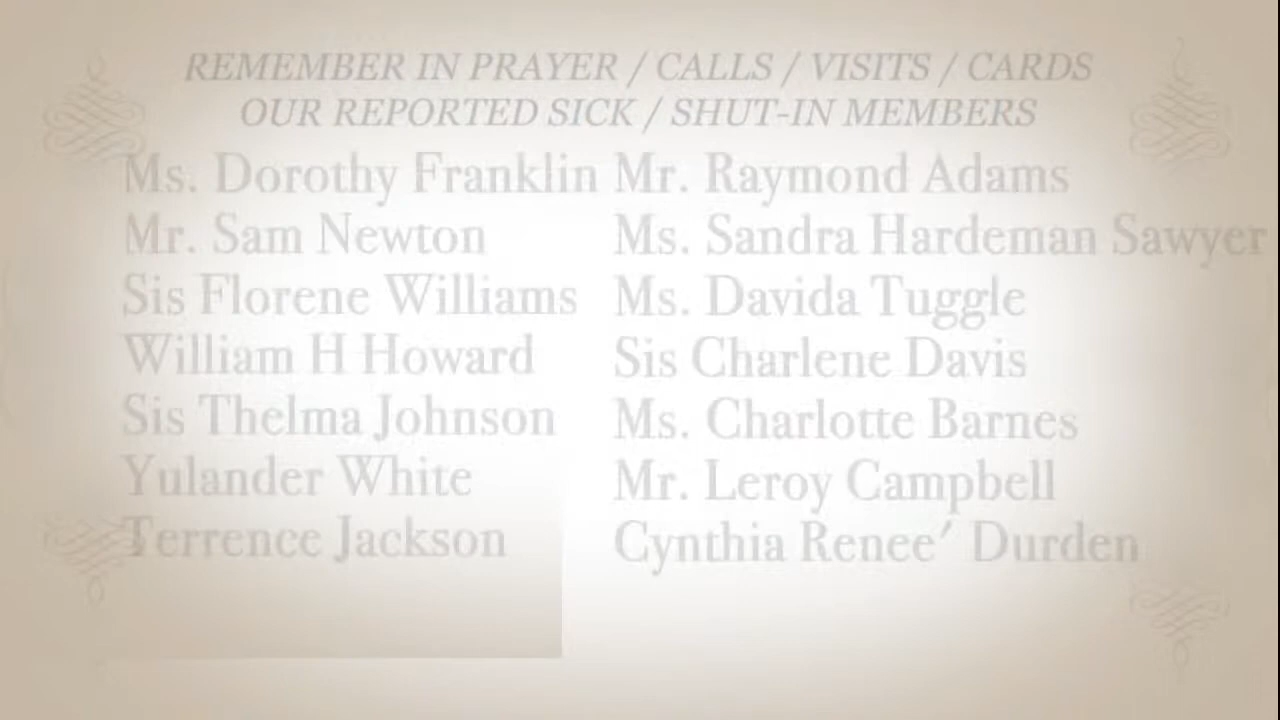 REMEMBER IN PRAYER / CALLS / VISITS / CARDS
OUR REPORTED SICK / SHUT-IN MEMBERS
Ms. Dorothy Franklin
Mr. Sam Newton
Sis Florene Williams
William H Howard
Sis Thelma Johnson
Yulander White
Terrence Jackson
Mr. Raymond Adams
Ms. Sandra Hardeman Sawyer
Ms. Davida Tuggle
Sis Charlene Davis
Ms. Charlotte Barnes
Mr. Leroy Campbell
Cynthia Renee′ Durden